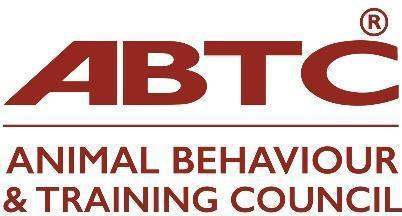 ABTC®
ANIMAL BEHAVIOUR
& TRAINING COUNCIL